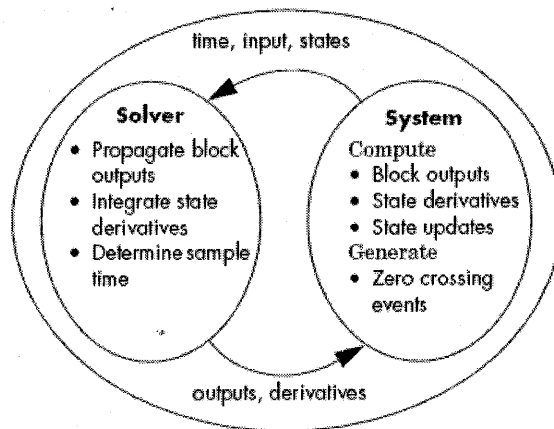 time, input, states
Solver
• Propagate block
outputs
• Integrate state
derivatives
• Determine sample
time
System
Compute
• Block outputs
• State derivatives
• State updates
Generate
• Zero crossing
events
outputs, derivatives